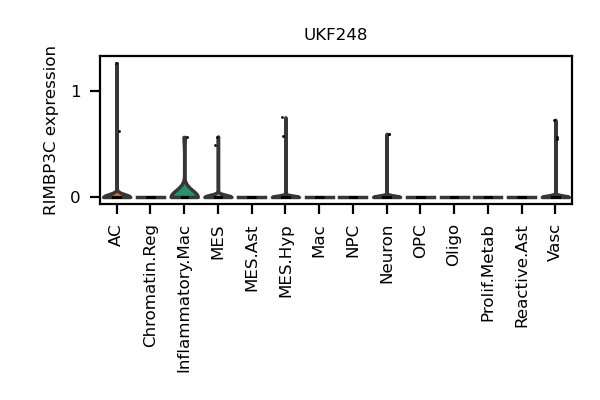 UKF248
RIMBP3C expression
1
0
AC
Chromatin.Reg
Inflammatory.Mac
MES
MES.Ast
MES.Hyp
Mac
NPC
Neuron
OPC
Oligo
Prolif.Metab
Reactive.Ast
Vasc